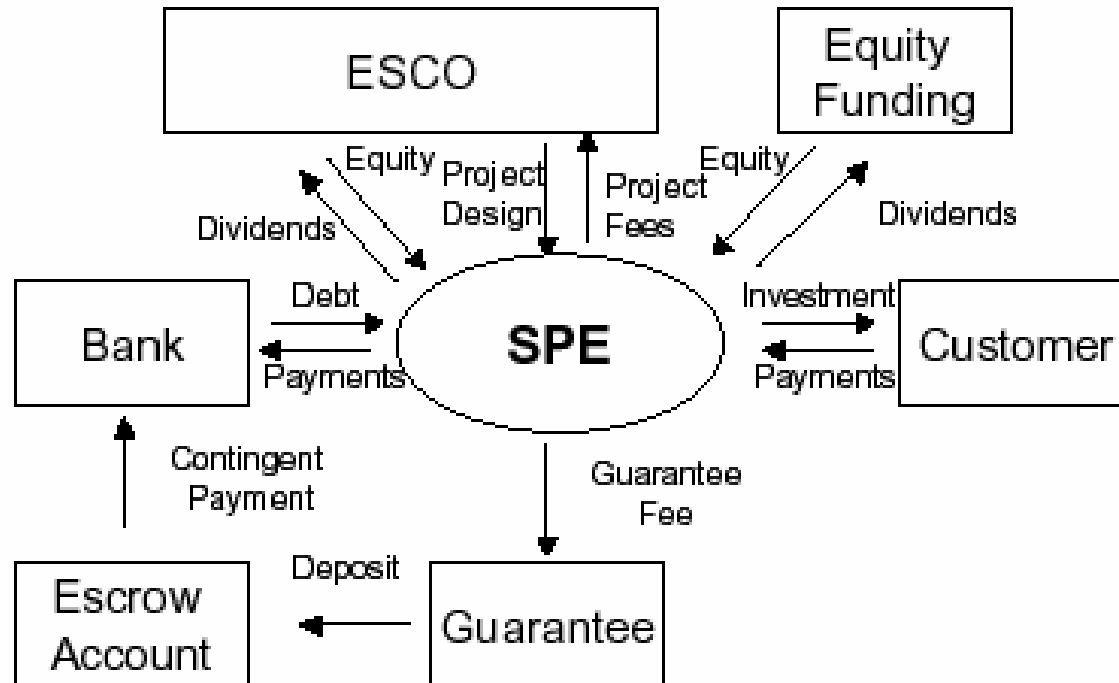 ESCO
Equity
Funding
Equity
Project
Design
Project
Fees
Equity
Dividends
Dividends
Debt
Investment
Bank
SPE
Customer
Payments
Payments
Contingent
Payment
Guarantee
Fee
Deposit
Escrow
Account
Guarantee